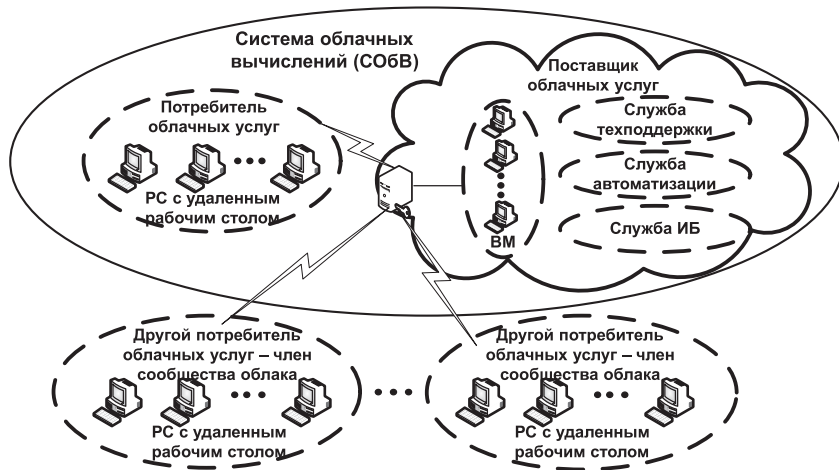 Система облачных
вычислений (СОбВ)
Поставщик
облачных услуг
Потребитель
облачных услуг
РС с удаленным
рабочим столом
ВМ
Служба
техподдержки
Служба
автоматизации
Служба ИБ
Другой потребитель
облачных услуг – член
сообщества облака
РС с удаленным
рабочим столом
Другой потребитель
облачных услуг – член
сообщества облака
РС с удаленным
рабочим столом